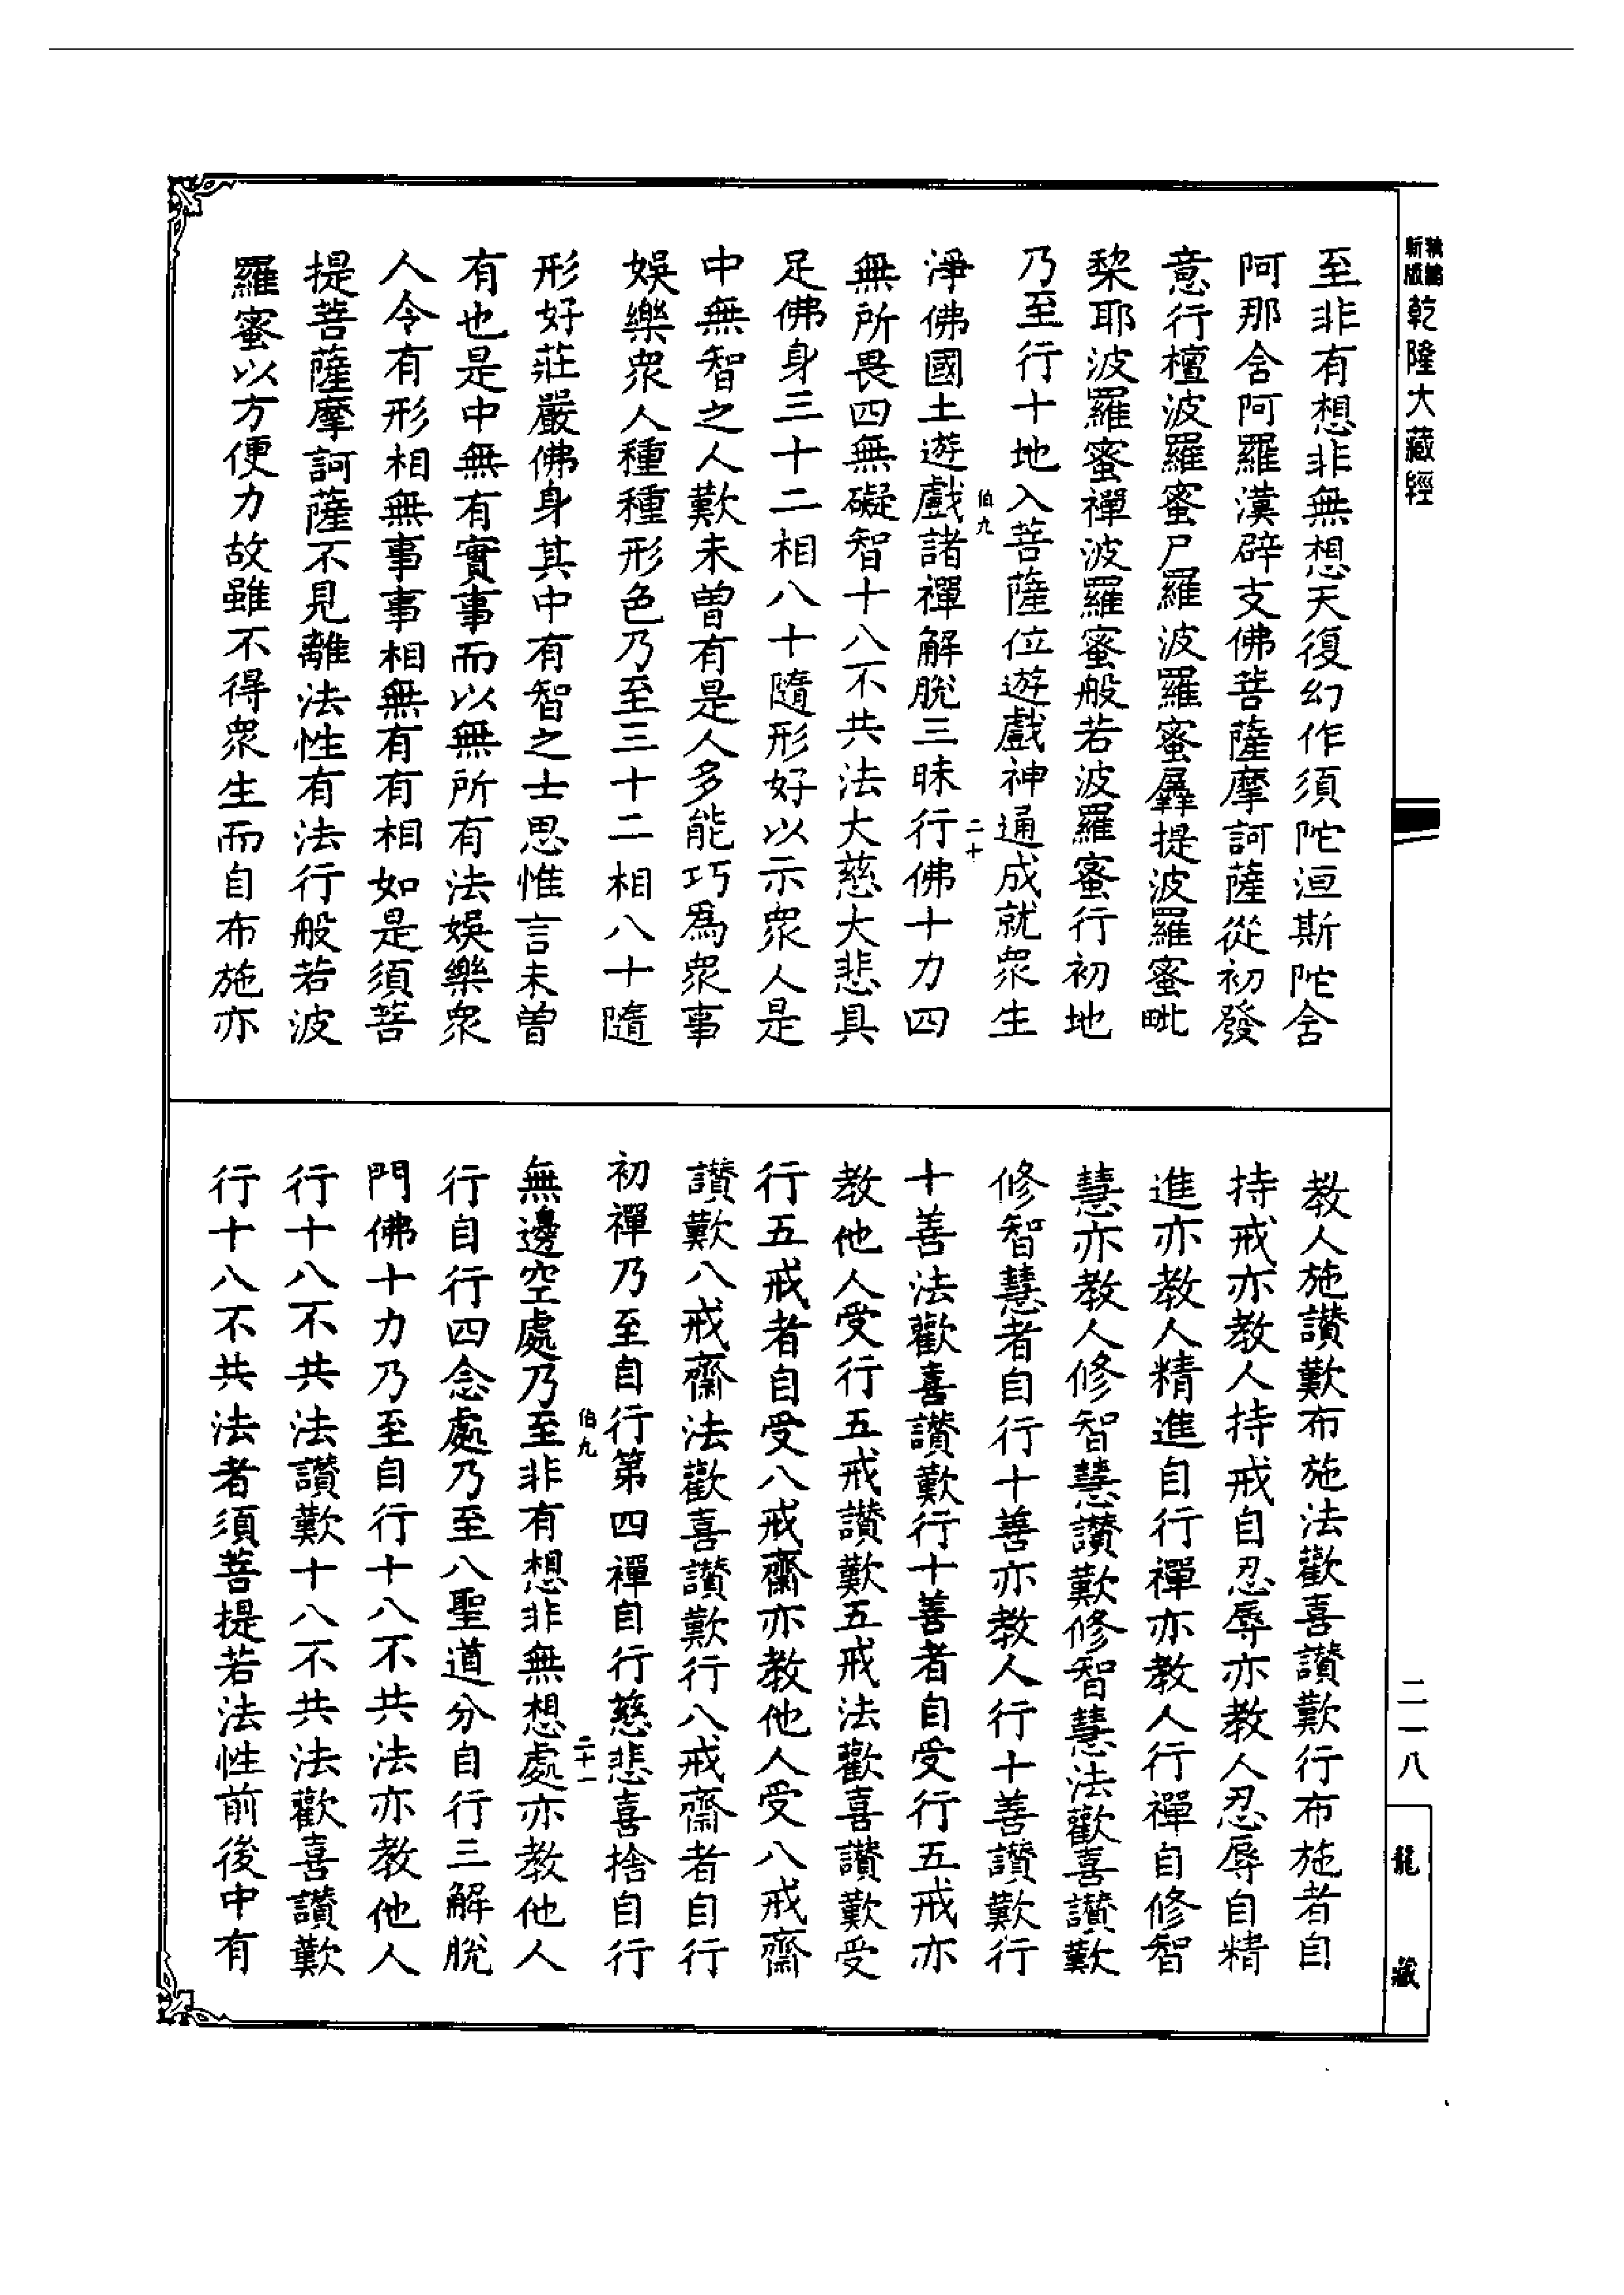 新版精編
乾隆大藏經
至非有想非無想天復幻作須陀洹斯陀含
阿那含阿羅漢辟支佛菩薩摩訶薩從初發
意行檀波羅蜜尸羅波羅蜜羼提波羅蜜毗
棃耶波羅蜜禪波羅蜜般若波羅蜜行初地
乃至行十地入菩薩位遊戲神通成就眾生
伯九
二十
淨佛國土遊戲諸禪解脫三昧行佛十力四
無所畏四無礙智十八不共法大慈大悲具
足佛身三十二相八十隨形好以示眾人是
中無智之人歎未曾有是人多能巧為眾事
娛樂眾人種種形色乃至三十二相八十隨
形好莊嚴佛身其中有智之士思惟言未曾
有也是中無有實事而以無所有法娛樂眾
人令有形相無事事相無有有相如是須菩
提菩薩摩訶薩不見離法性有法行般若波
羅蜜以方便力故雖不得眾生而自布施亦
教人施讚歎布施法歡喜讚歎行布施者自
持戒亦教人持戒自忍辱亦教人忍辱自精
進亦教人精進自行禪亦教人行禪自修智
慧亦教人修智慧讚歎修智慧法歡喜讚歎
修智慧者自行十善亦教人行十善讚歎行
十善法歡喜讚歎行十善者自受行五戒亦
教他人受行五戒讚歎五戒法歡喜讚歎受
行五戒者自受八戒齋亦教他人受八戒齋
讚歎八戒齋法歡喜讚歎行八戒齋者自行
初禪乃至自行第四禪自行慈悲喜捨自行
伯九
二十一
無邊空處乃至非有想非無想處亦教他人
行自行四念處乃至八聖道分自行三解脫
門佛十力乃至自行十八不共法亦教他人
行十八不共法讚歎十八不共法歡喜讚歎
行十八不共法者須菩提若法性前後中有
二一八
龍藏